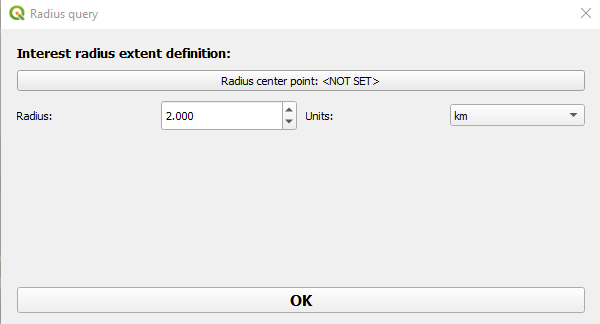 Radius query
Interest radius extent definition:
Radius center point: <NOT SET>
Radius: 2.000 Units: km
OK